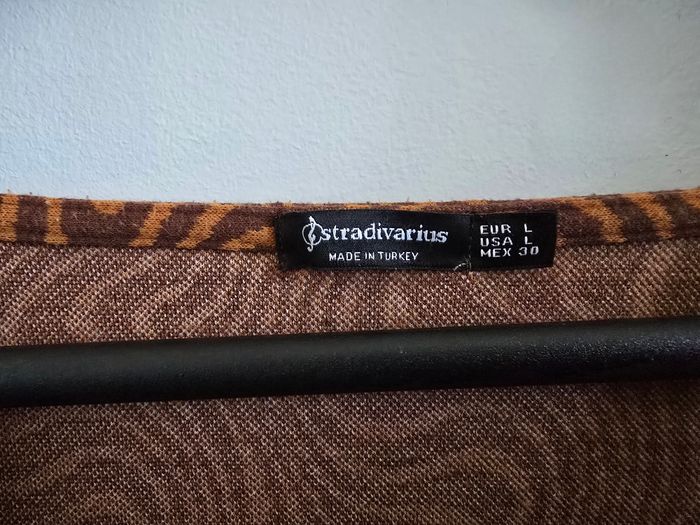 stradivarius
MADE IN TURKEY
EUR L
USA L
MEX 30